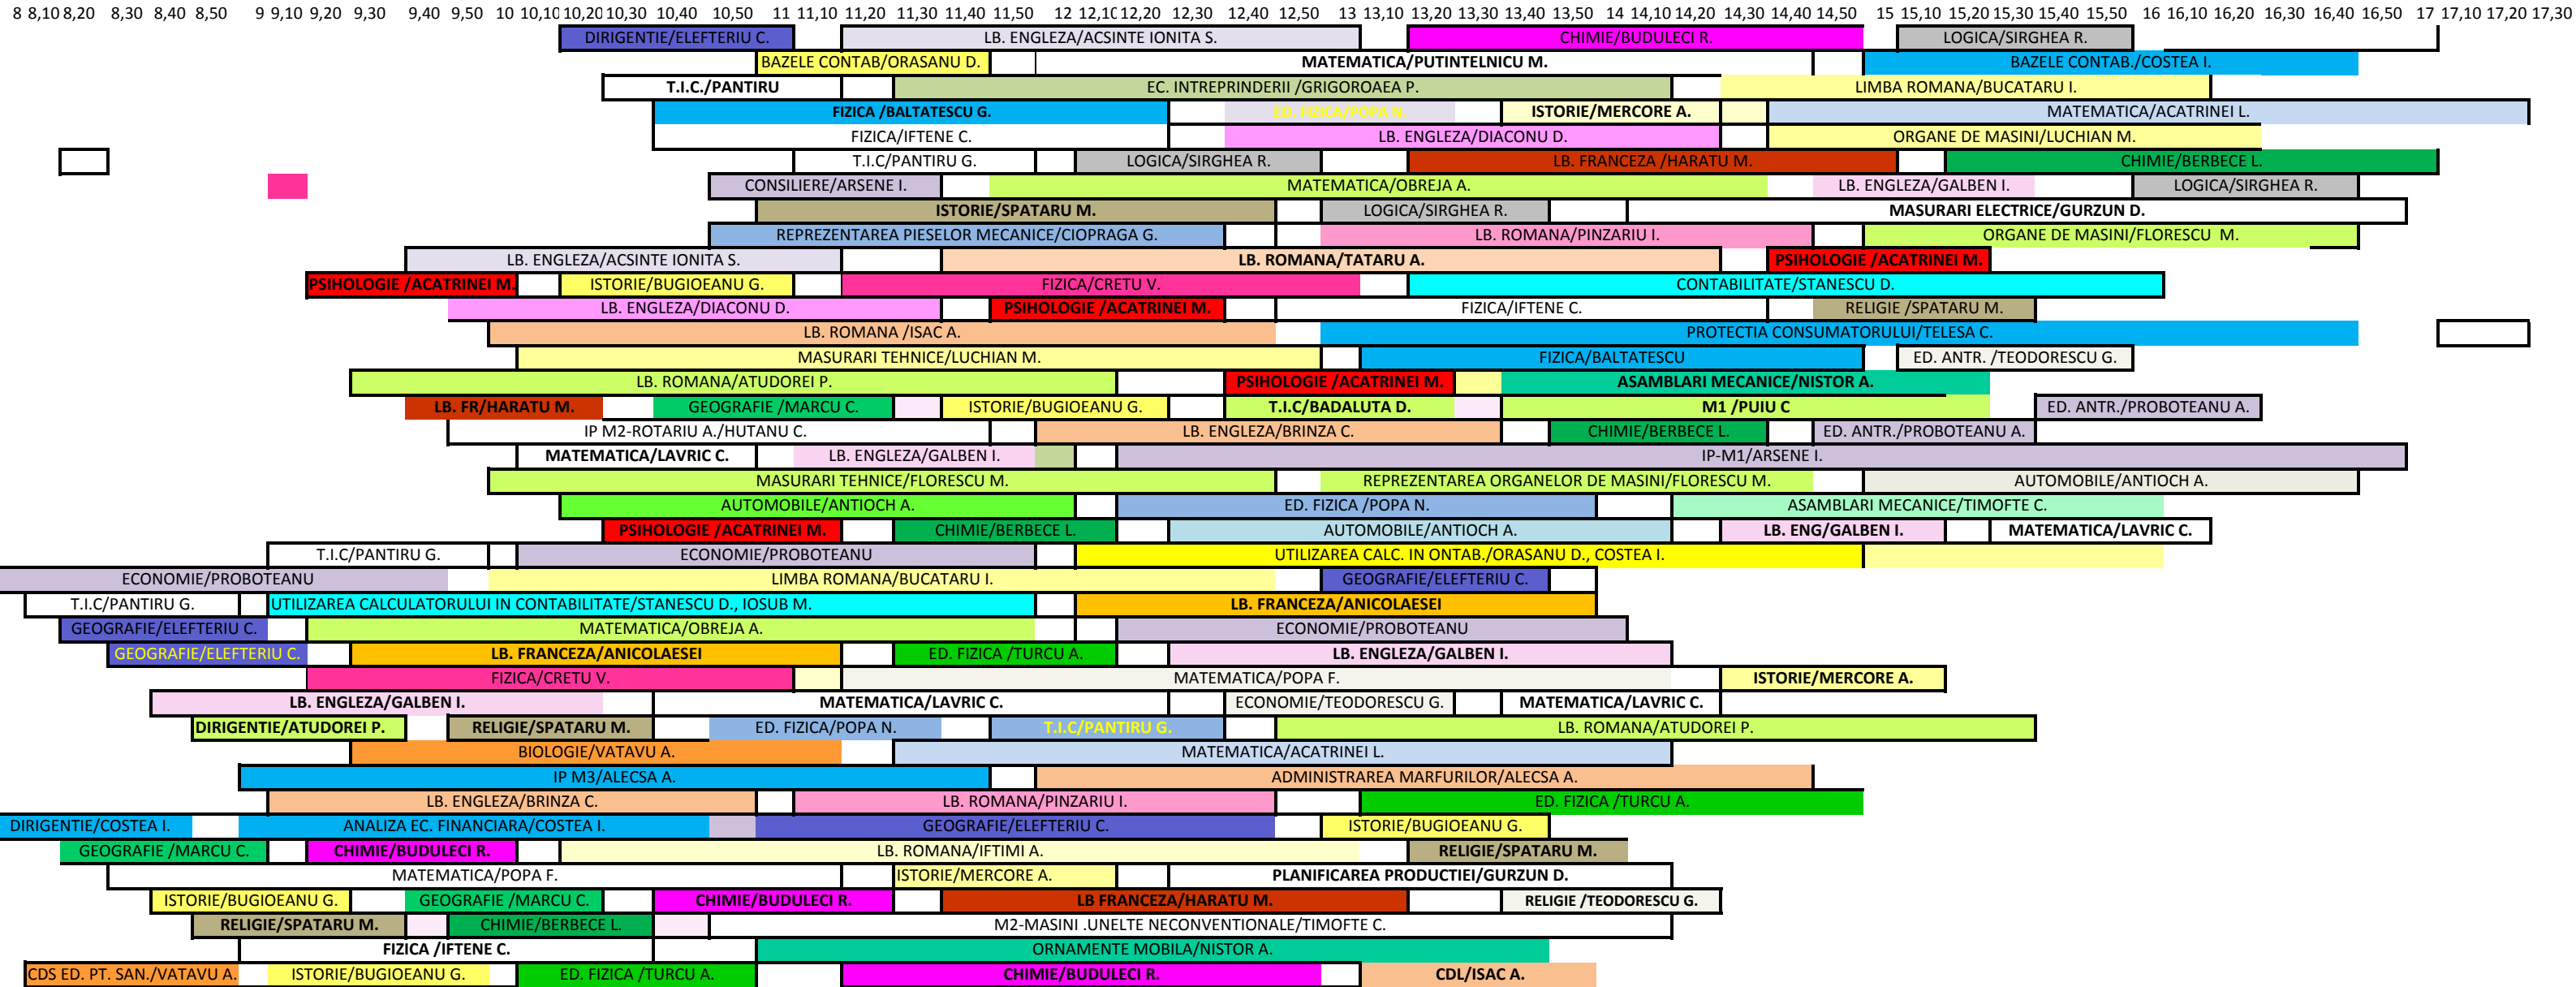 8 8,10 8,20 8,30 8,40 8,50 9 9,10 9,20 9,30 9,40 9,50 10 10,10 10,20 10,30 10,40 10,50 11 11,10 11,20 11,30 11,40 11,50 12 12,10 12,20 12,30 12,40 12,50 13 13,10 13,20 13,30 13,40 13,50 14 14,10 14,20 14,30 14,40 14,50 15 15,10 15,20 15,30 15,40 15,50 16 16,10 16,20 16,30 16,40 16,50 17 17,10 17,20 17,30
DIRIGENTIE/ELEFTERIU C. LB. ENGLEZA/ACSINTE IONITA S. CHIMIE/BUDULECI R. LOGICA/SIRGHEA R.
BAZELE CONTAB/ORASANU D. MATEMATICA/PUTINTELNICU M. BAZELE CONTAB./COSTEA I.
T.I.C./PANTIRU EC. INTREPRINDERII /GRIGOROAEA P. LIMBA ROMANA/BUCATARU I.
FIZICA /BALTATESCU G. ED. FIZICA/POPA N. ISTORIE/MERCORE A. MATEMATICA/ACATRINEI L.
FIZICA/IFTENE C. LB. ENGLEZA/DIACONU D. ORGANE DE MASINI/LUCHIAN M.
T.I.C/PANTIRU G. LOGICA/SIRGHEA R. LB. FRANCEZA /HARATU M. CHIMIE/BERBECE L.
CONSILIERE/ARSENE I. MATEMATICA/OBREJA A. LB. ENGLEZA/GALBEN I. LOGICA/SIRGHEA R.
ISTORIE/SPATARU M. LOGICA/SIRGHEA R. MASURARI ELECTRICE/GURZUN D.
REPREZENTAREA PIESELOR MECANICE/CIOPRAGA G. LB. ROMANA/PINZARIU I. ORGANE DE MASINI/FLORESCU M.
LB. ENGLEZA/ACSINTE IONITA S. LB. ROMANA/TATARU A. PSIHOLOGIE /ACATRINEI M.
PSIHOLOGIE /ACATRINEI M. ISTORIE/BUGIOEANU G. FIZICA/CRETU V. CONTABILITATE/STANESCU D.
LB. ENGLEZA/DIACONU D. PSIHOLOGIE /ACATRINEI M. FIZICA/IFTENE C. RELIGIE /SPATARU M.
LB. ROMANA /ISAC A. PROTECTIA CONSUMATORULUI/TELESA C.
MASURARI TEHNICE/LUCHIAN M. FIZICA/BALTATESCU ED. ANTR. /TEODORESCU G.
LB. ROMANA/ATUDOREI P. PSIHOLOGIE /ACATRINEI M. ASAMBLARI MECANICE/NISTOR A.
LB. FR/HARATU M. GEOGRAFIE /MARCU C. ISTORIE/BUGIOEANU G. T.I.C/BADALUTA D. M1 /PUIU C ED. ANTR./PROBOTEANU A.
IP M2-ROTARIU A./HUTANU C. LB. ENGLEZA/BRINZA C. CHIMIE/BERBECE L. ED. ANTR./PROBOTEANU A.
MATEMATICA/LAVRIC C. LB. ENGLEZA/GALBEN I. IP-M1/ARSENE I.
MASURARI TEHNICE/FLORESCU M. REPREZENTAREA ORGANELOR DE MASINI/FLORESCU M. AUTOMOBILE/ANTIOCH A.
AUTOMOBILE/ANTIOCH A. ED. FIZICA /POPA N. ASAMBLARI MECANICE/TIMOFTE C.
PSIHOLOGIE /ACATRINEI M. CHIMIE/BERBECE L. AUTOMOBILE/ANTIOCH A. LB. ENG/GALBEN I. MATEMATICA/LAVRIC C.
T.I.C/PANTIRU G. ECONOMIE/PROBOTEANU UTILIZAREA CALC. IN ONTAB./ORASANU D., COSTEA I.
ECONOMIE/PROBOTEANU LIMBA ROMANA/BUCATARU I. GEOGRAFIE/ELEFTERIU C.
T.I.C/PANTIRU G. UTILIZAREA CALCULATORULUI IN CONTABILITATE/STANESCU D., IOSUB M. LB. FRANCEZA/ANICOLAESEI
GEOGRAFIE/ELEFTERIU C. MATEMATICA/OBREJA A. ECONOMIE/PROBOTEANU
GEOGRAFIE/ELEFTERIU C. LB. FRANCEZA/ANICOLAESEI ED. FIZICA /TURCU A. LB. ENGLEZA/GALBEN I.
FIZICA/CRETU V. MATEMATICA/POPA F. ISTORIE/MERCORE A.
LB. ENGLEZA/GALBEN I. MATEMATICA/LAVRIC C. ECONOMIE/TEODORESCU G. MATEMATICA/LAVRIC C.
DIRIGENTIE/ATUDOREI P. RELIGIE/SPATARU M. ED. FIZICA/POPA N. T.I.C/PANTIRU G. LB. ROMANA/ATUDOREI P.
BIOLOGIE/VATAVU A. MATEMATICA/ACATRINEI L.
IP M3/ALECSA A. ADMINISTRAREA MARFURILOR/ALECSA A.
LB. ENGLEZA/BRINZA C. LB. ROMANA/PINZARIU I. ED. FIZICA /TURCU A.
DIRIGENTIE/COSTEA I. ANALIZA EC. FINANCIARA/COSTEA I. GEOGRAFIE/ELEFTERIU C. ISTORIE/BUGIOEANU G.
GEOGRAFIE /MARCU C. CHIMIE/BUDULECI R. LB. ROMANA/IFTIMI A. RELIGIE/SPATARU M.
MATEMATICA/POPA F. ISTORIE/MERCORE A. PLANIFICAREA PRODUCTIEI/GURZUN D.
ISTORIE/BUGIOEANU G. GEOGRAFIE /MARCU C. CHIMIE/BUDULECI R. LB FRANCEZA/HARATU M. RELIGIE /TEODORESCU G.
RELIGIE/SPATARU M. CHIMIE/BERBECE L. M2-MASINI .UNELTE NECONVENTIONALE/TIMOFTE C.
FIZICA /IFTENE C. ORNAMENTE MOBILA/NISTOR A.
CDS ED. PT. SAN./VATAVU A. ISTORIE/BUGIOEANU G. ED. FIZICA /TURCU A. CHIMIE/BUDULECI R. CDL/ISAC A.